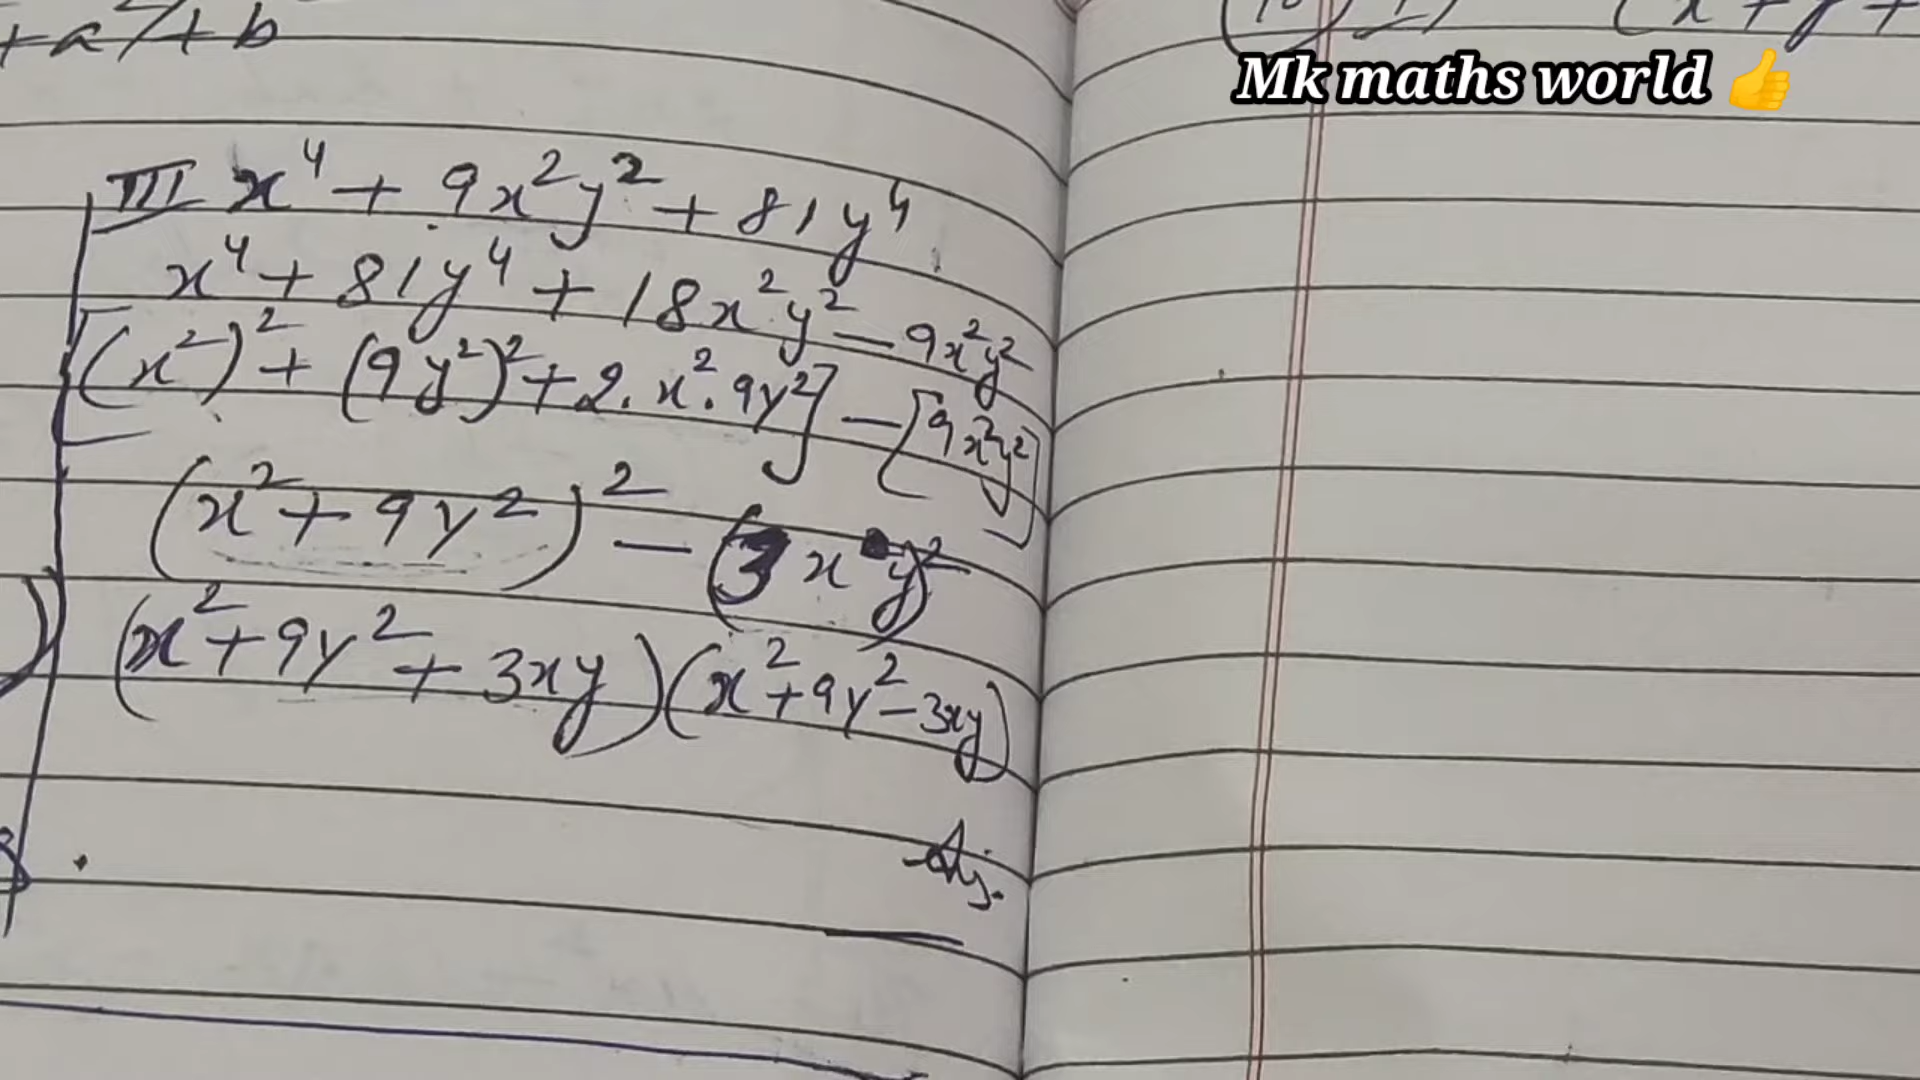 +a²+b
Mk maths world 👍
III x⁴ + 9x²y² + 81y⁴
x⁴ + 81y⁴ + 18x²y² - 9x²y²
[(x²)² + (9y²)² + 2.x².9y²] - [9x²y²]
(x² + 9y²)² - (3xy)²
(x²+9y²+3xy)(x²+9y²-3xy)
Ans.